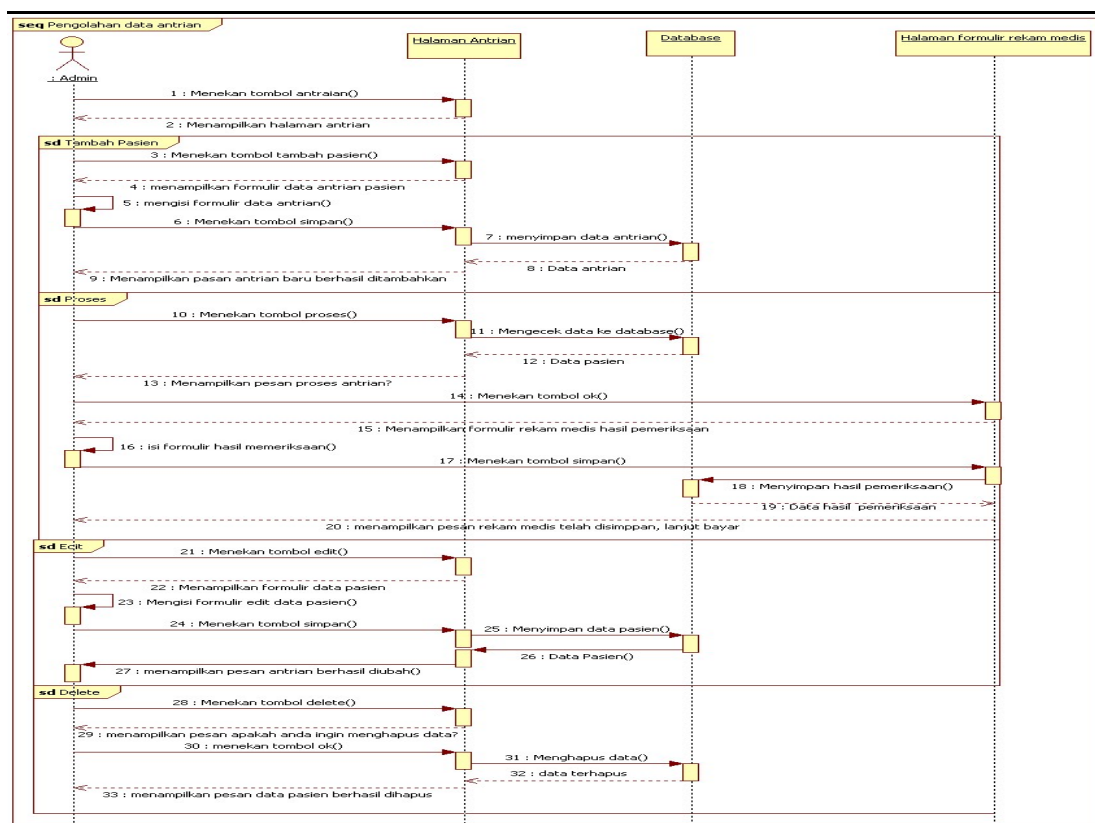 seq Pengolahan data antrian
Halaman Antrian
Database
Halaman formulir rekam medis
: Admin
1 : Menekan tombol antraian()
2 : Menampilkan halaman antrian
sd Tambah Pasien
3 : Menekan tombol tambah pasien()
4 : menampilkan formulir data antrian pasien
5 : mengisi formulir data antrian()
6 : Menekan tombol simpan()
7 : menyimpan data antrian()
8 : Data antrian
9 : Menampilkan pasan antrian baru berhasil ditambahkan
sd Proses
10 : Menekan tombol proses()
11 : Mengecek data ke database()
12 : Data pasien
13 : Menampilkan pesan proses antrian?
14 : Menekan tombol ok()
15 : Menampilkan formulir rekam medis hasil pemeriksaan
16 : isi formulir hasil memeriksaan()
17 : Menekan tombol simpan()
18 : Menyimpan hasil pemeriksaan()
19 : Data hasil pemeriksaan
20 : menampilkan pesan rekam medis telah disimppan, lanjut bayar
sd Edit
21 : Menekan tombol edit()
22 : Menampilkan formulir data pasien
23 : Mengisi formulir edit data pasien()
24 : Menekan tombol simpan()
25 : Menyimpan data pasien()
26 : Data Pasien()
27 : menampilkan pesan antrian berhasil diubah()
sd Delete
28 : Menekan tombol delete()
29 : menampilkan pesan apakah anda ingin menghapus data?
30 : menekan tombol ok()
31 : Menghapus data()
32 : data terhapus
33 : menampilkan pesan data pasien berhasil dihapus